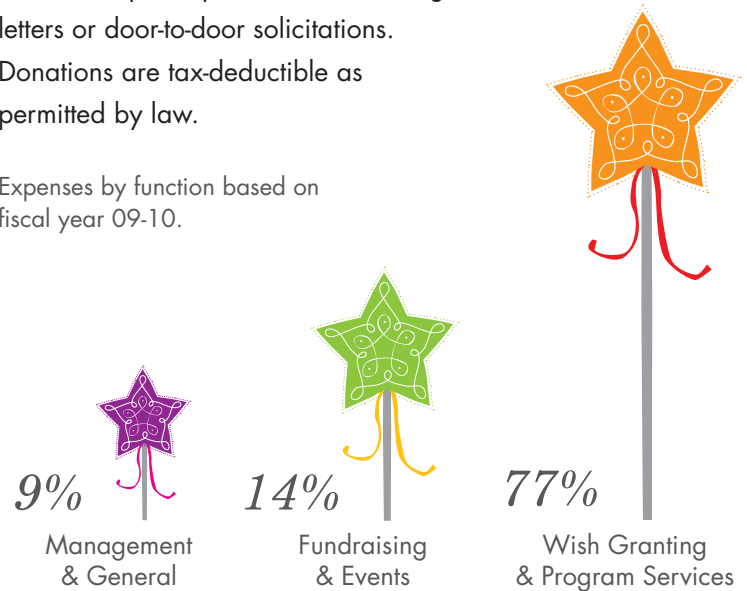 letters or door-to-door solicitations.
Donations are tax-deductible as
permitted by law.
Expenses by function based on
fiscal year 09-10.
9%
14%
77%
Management
& General
Fundraising
& Events
Wish Granting
& Program Services